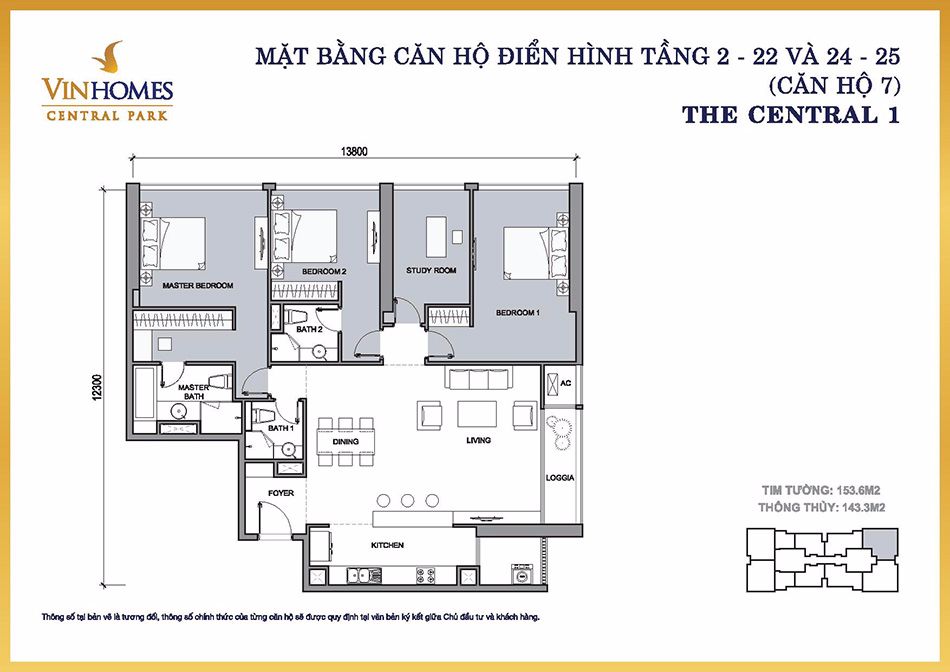 MẶT BẰNG CĂN HỘ ĐIỂN HÌNH TẦNG 2 - 22 VÀ 24 - 25
(CĂN HỘ 7)
THE CENTRAL 1
VINHOMES
CENTRAL PARK
13800
12300
MASTER BEDROOM
BEDROOM 2
STUDY ROOM
BEDROOM 1
BATH 2
MASTER
BATH
AC
BATH 1
DINING
LIVING
LOGGIA
FOYER
KITCHEN
TIM TƯỜNG: 153.6M2
THÔNG THỦY: 143.3M2
Thông số tại bản vẽ là tương đối, thông số chính thức của từng căn hộ sẽ được quy định tại văn bản ký kết giữa Chủ đầu tư và khách hàng.